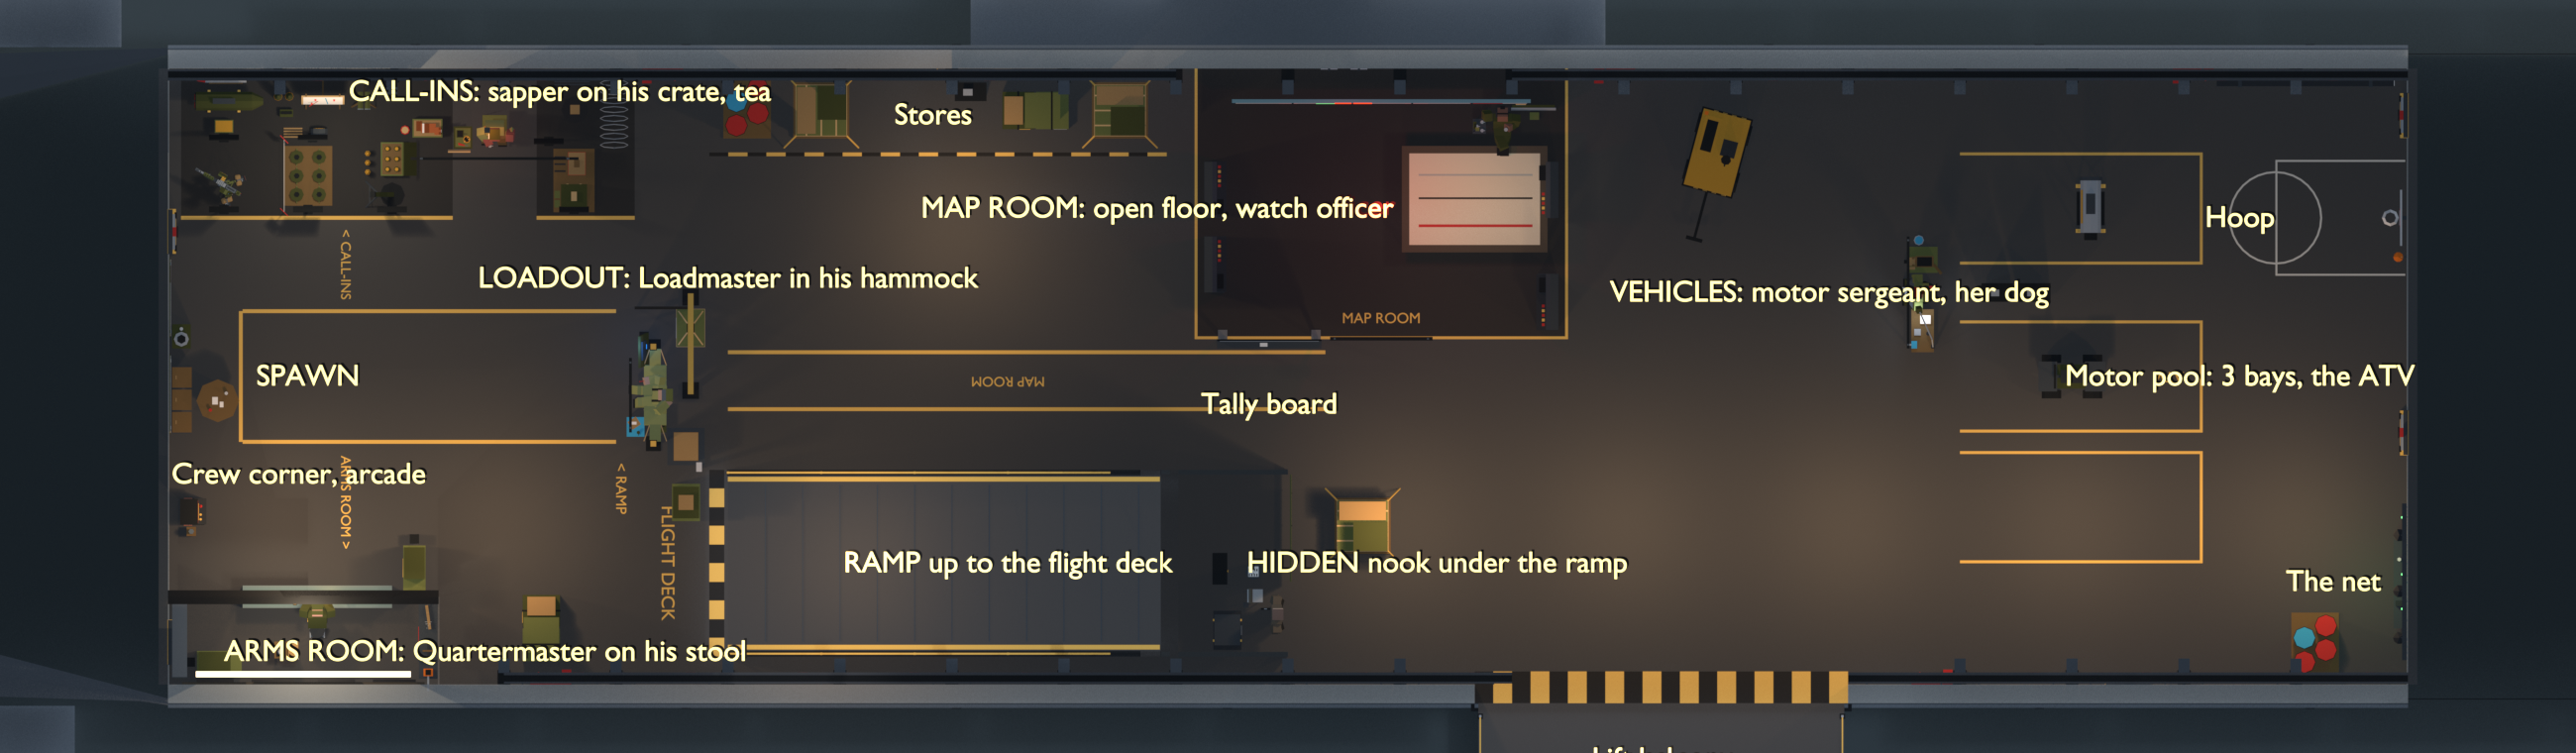 CALL-INS: sapper on his crate, tea
Stores
MAP ROOM: open floor, watch officer
Hoop
< CALL-INS
LOADOUT: Loadmaster in his hammock
VEHICLES: motor sergeant, her dog
MAP ROOM
SPAWN
MAP ROOM
Motor pool: 3 bays, the ATV
Tally board
Crew corner, arcade
ARMS ROOM >
< RAMP
FLIGHT DECK
RAMP up to the flight deck
HIDDEN nook under the ramp
The net
ARMS ROOM: Quartermaster on his stool